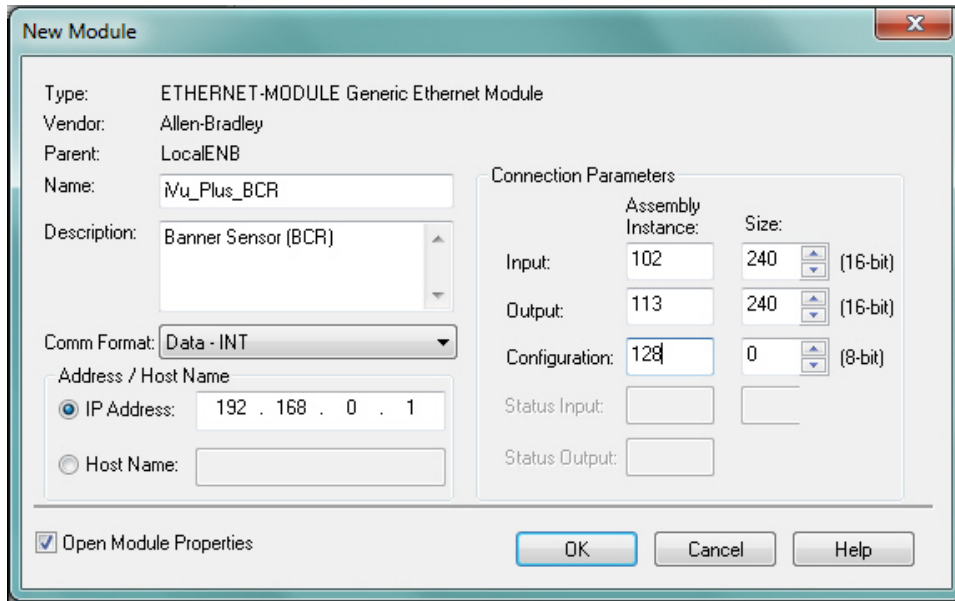 New Module
Type: ETHERNET-MODULE Generic Ethernet Module
Vendor: Allen-Bradley
Parent: LocalENB
Name: iVu_Plus_BCR
Description: Banner Sensor (BCR)
Comm Format: Data - INT
Address / Host Name
IP Address: 192 . 168 . 0 . 1
Host Name:
Connection Parameters
Assembly Instance: Size:
Input: 102 240 (16-bit)
Output: 113 240 (16-bit)
Configuration: 128 0 (8-bit)
Status Input:
Status Output:
Open Module Properties
OK Cancel Help